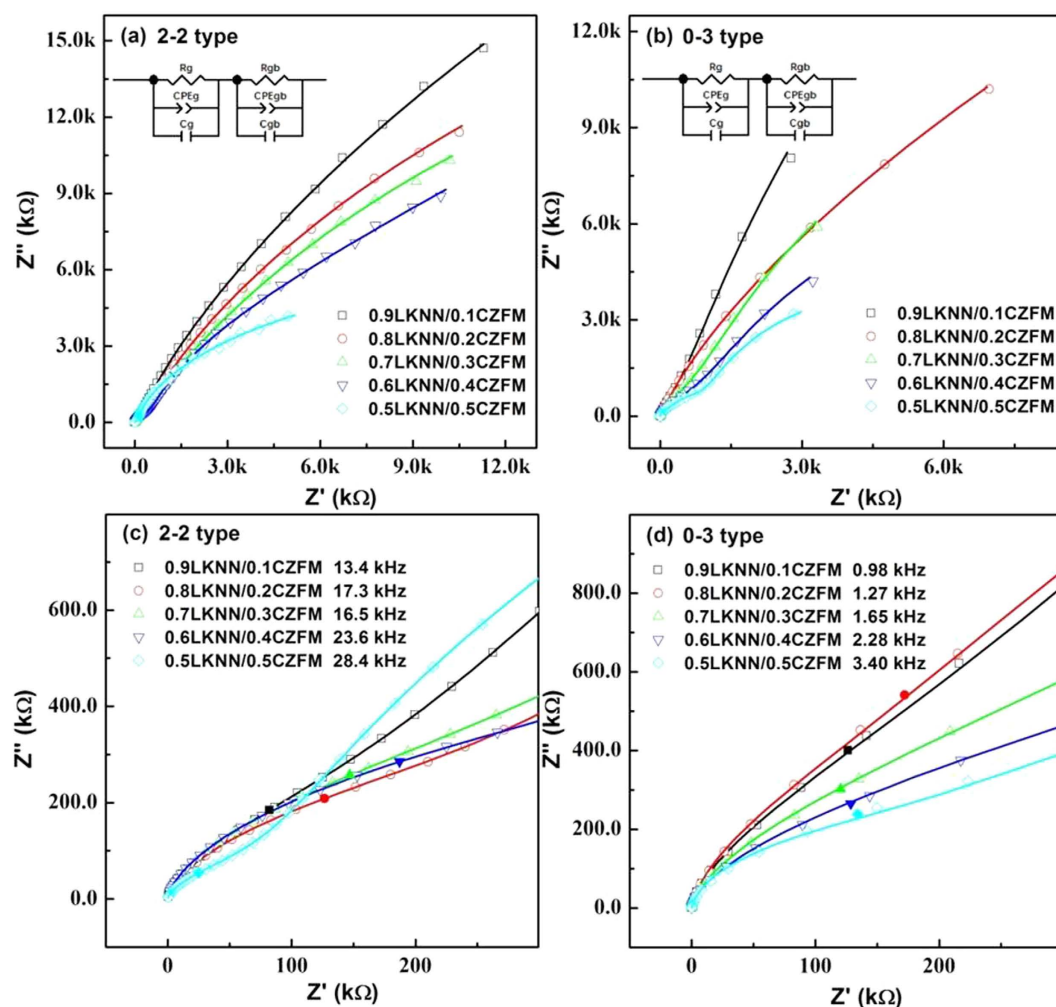 (a) 2-2 type
Rg
CPEg
Cg
Rgb
CPEgb
Cgb
15.0k
12.0k
9.0k
6.0k
3.0k
0.0
Z'' (kΩ)
0.9LKNN/0.1CZFM
0.8LKNN/0.2CZFM
0.7LKNN/0.3CZFM
0.6LKNN/0.4CZFM
0.5LKNN/0.5CZFM
0.0 3.0k 6.0k 9.0k 12.0k
Z' (kΩ)
(b) 0-3 type
Rg
CPEg
Cg
Rgb
CPEgb
Cgb
12.0k
9.0k
6.0k
3.0k
0.0
Z'' (kΩ)
0.9LKNN/0.1CZFM
0.8LKNN/0.2CZFM
0.7LKNN/0.3CZFM
0.6LKNN/0.4CZFM
0.5LKNN/0.5CZFM
0.0 3.0k 6.0k
Z' (kΩ)
(c) 2-2 type
0.9LKNN/0.1CZFM 13.4 kHz
0.8LKNN/0.2CZFM 17.3 kHz
0.7LKNN/0.3CZFM 16.5 kHz
0.6LKNN/0.4CZFM 23.6 kHz
0.5LKNN/0.5CZFM 28.4 kHz
600.0
400.0
200.0
0.0
Z'' (kΩ)
0 100 200
Z' (kΩ)
(d) 0-3 type
0.9LKNN/0.1CZFM 0.98 kHz
0.8LKNN/0.2CZFM 1.27 kHz
0.7LKNN/0.3CZFM 1.65 kHz
0.6LKNN/0.4CZFM 2.28 kHz
0.5LKNN/0.5CZFM 3.40 kHz
800.0
600.0
400.0
200.0
0.0
Z'' (kΩ)
0 100 200
Z' (kΩ)